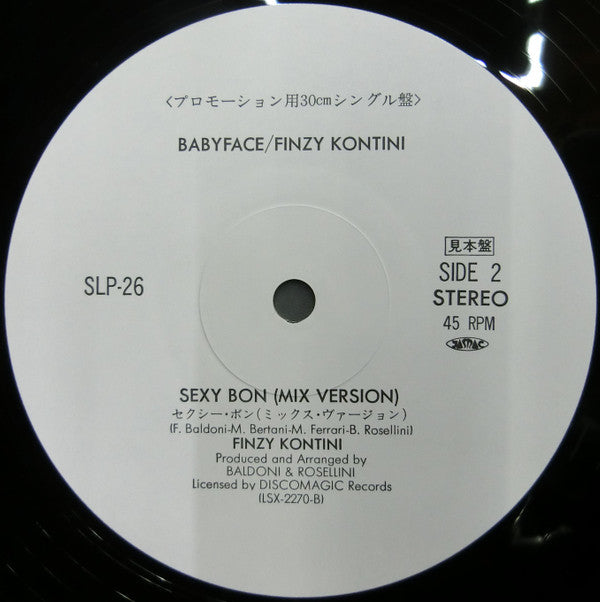 <プロモーション用30cmシングル盤>
BABYFACE/FINZY KONTINI
SLP-26
見本盤
SIDE 2
STEREO
45 RPM
JASRAC
SEXY BON (MIX VERSION)
セクシー・ボン(ミックス・ヴァージョン)
(F. Baldoni-M. Bertani-M. Ferrari-B. Rosellini)
FINZY KONTINI
Produced and Arranged by
BALDONI & ROSELLINI
Licensed by DISCOMAGIC Records
(LSX-2270-B)